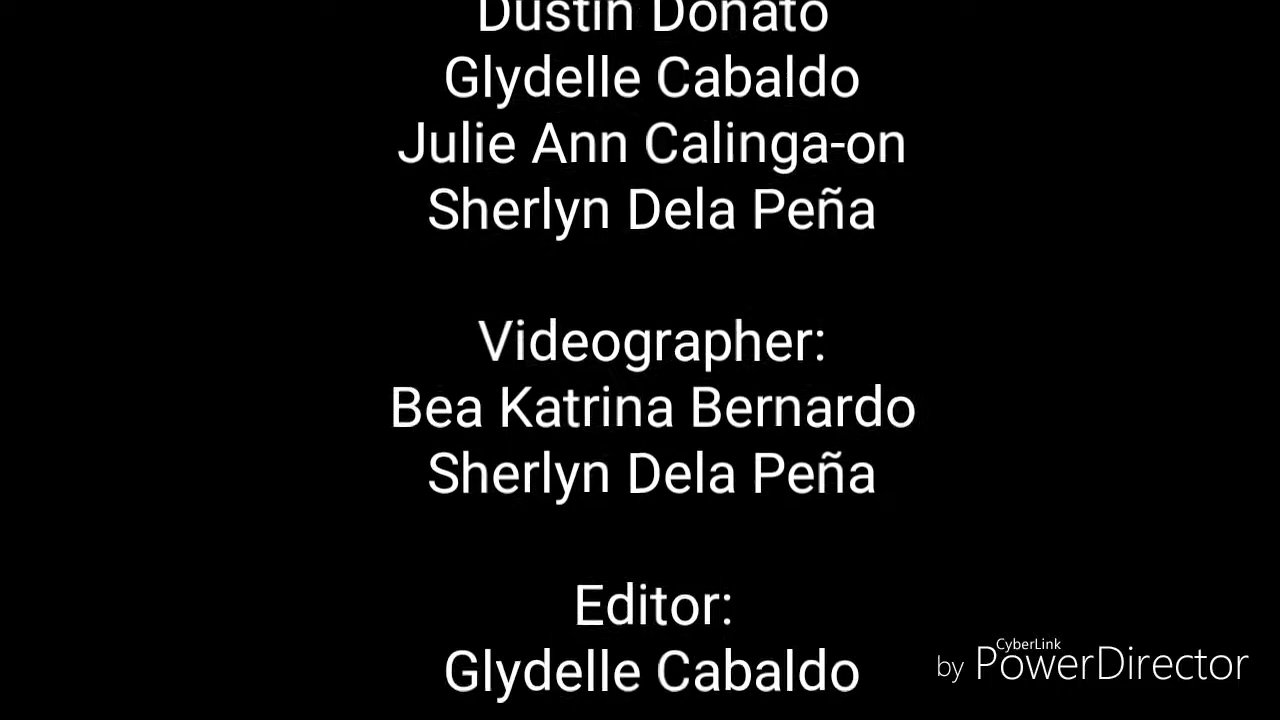 Dustin Donato
Glydelle Cabaldo
Julie Ann Calinga-on
Sherlyn Dela Peña
Videographer:
Bea Katrina Bernardo
Sherlyn Dela Peña
Editor:
Glydelle Cabaldo
by CyberLink PowerDirector